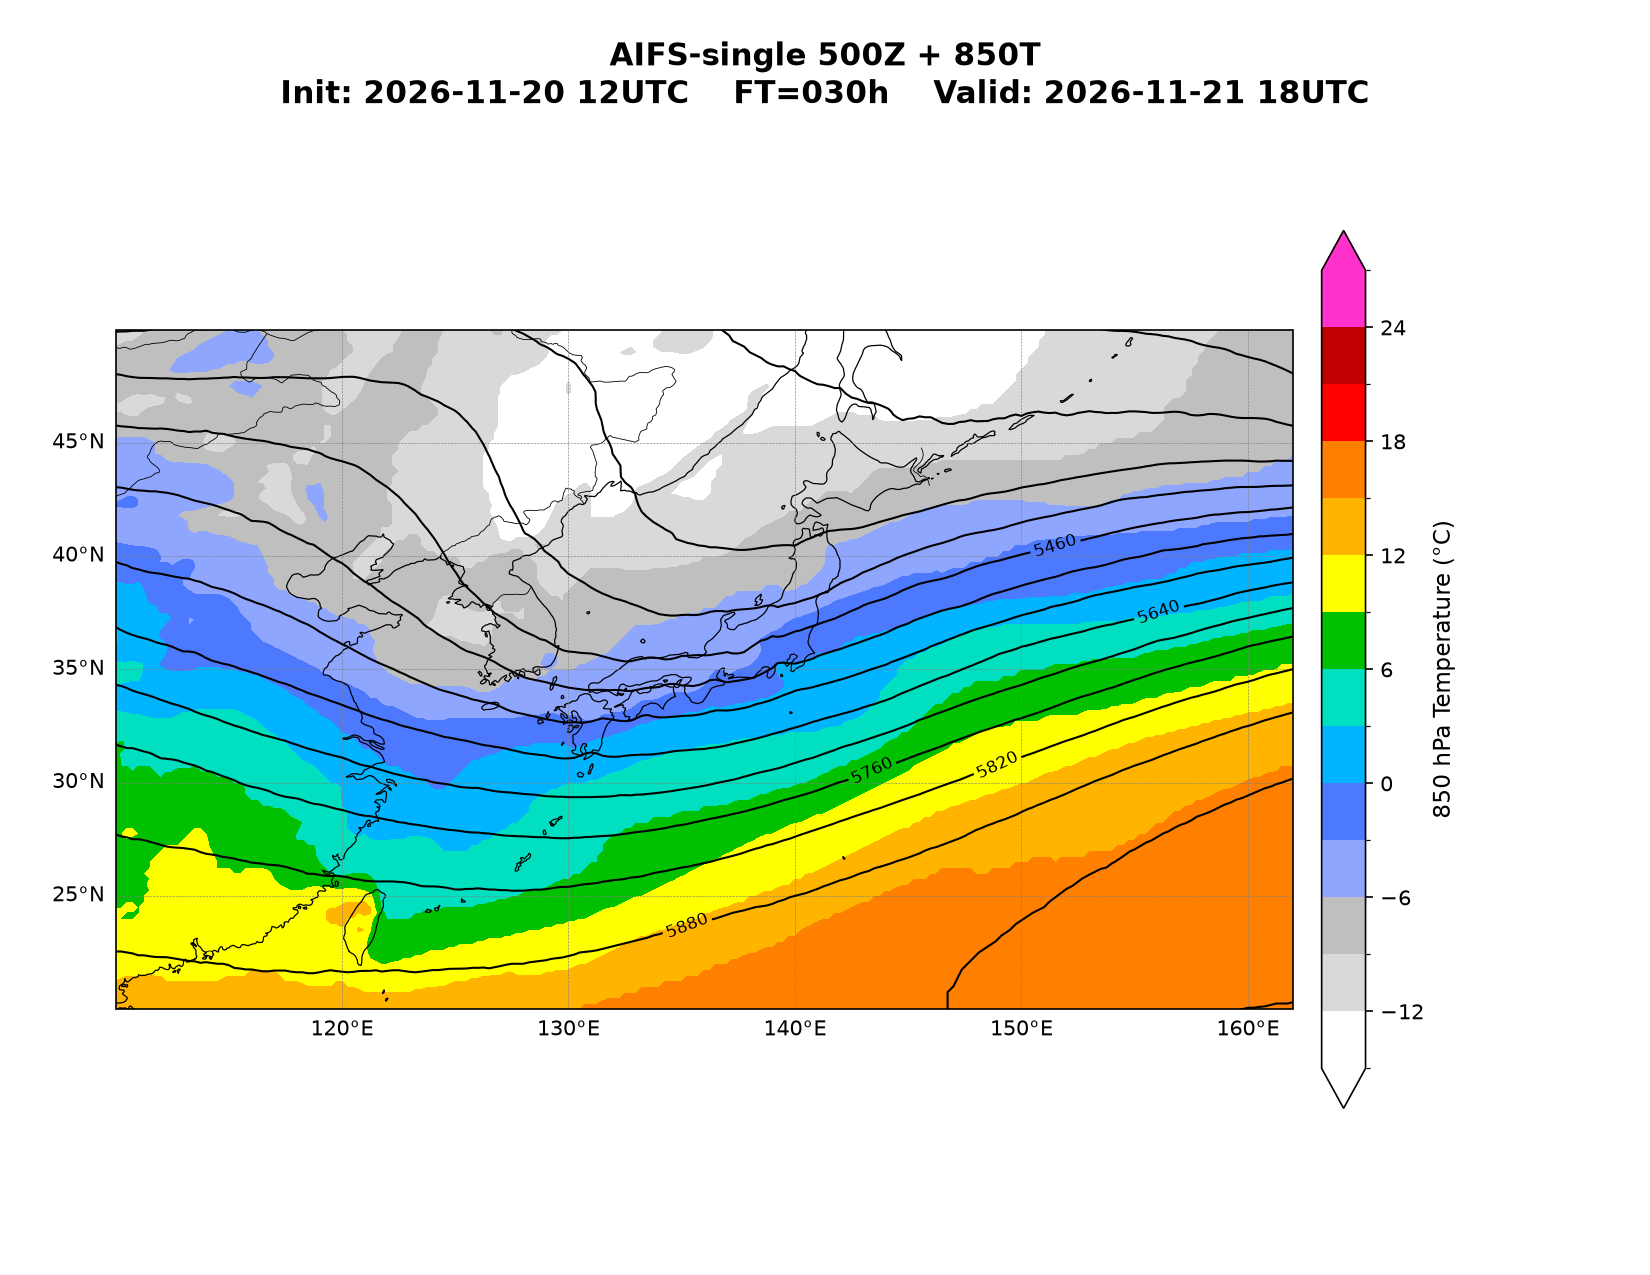 AIFS-single 500Z + 850T
Init: 2026-11-20 12UTC    FT=030h    Valid: 2026-11-21 18UTC
45°N
40°N
35°N
30°N
25°N
120°E
130°E
140°E
150°E
160°E
5460
5640
5760
5820
5880
24
18
12
6
0
−6
−12
850 hPa Temperature (°C)